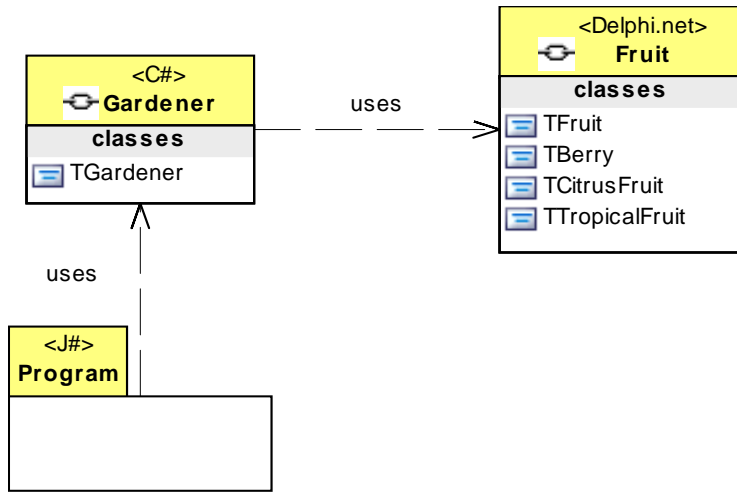 <C#>
Gardener
classes
TGardener
uses
<Delphi.net>
Fruit
classes
TFruit
TBerry
TCitrusFruit
TTropicalFruit
uses
<J#>
Program